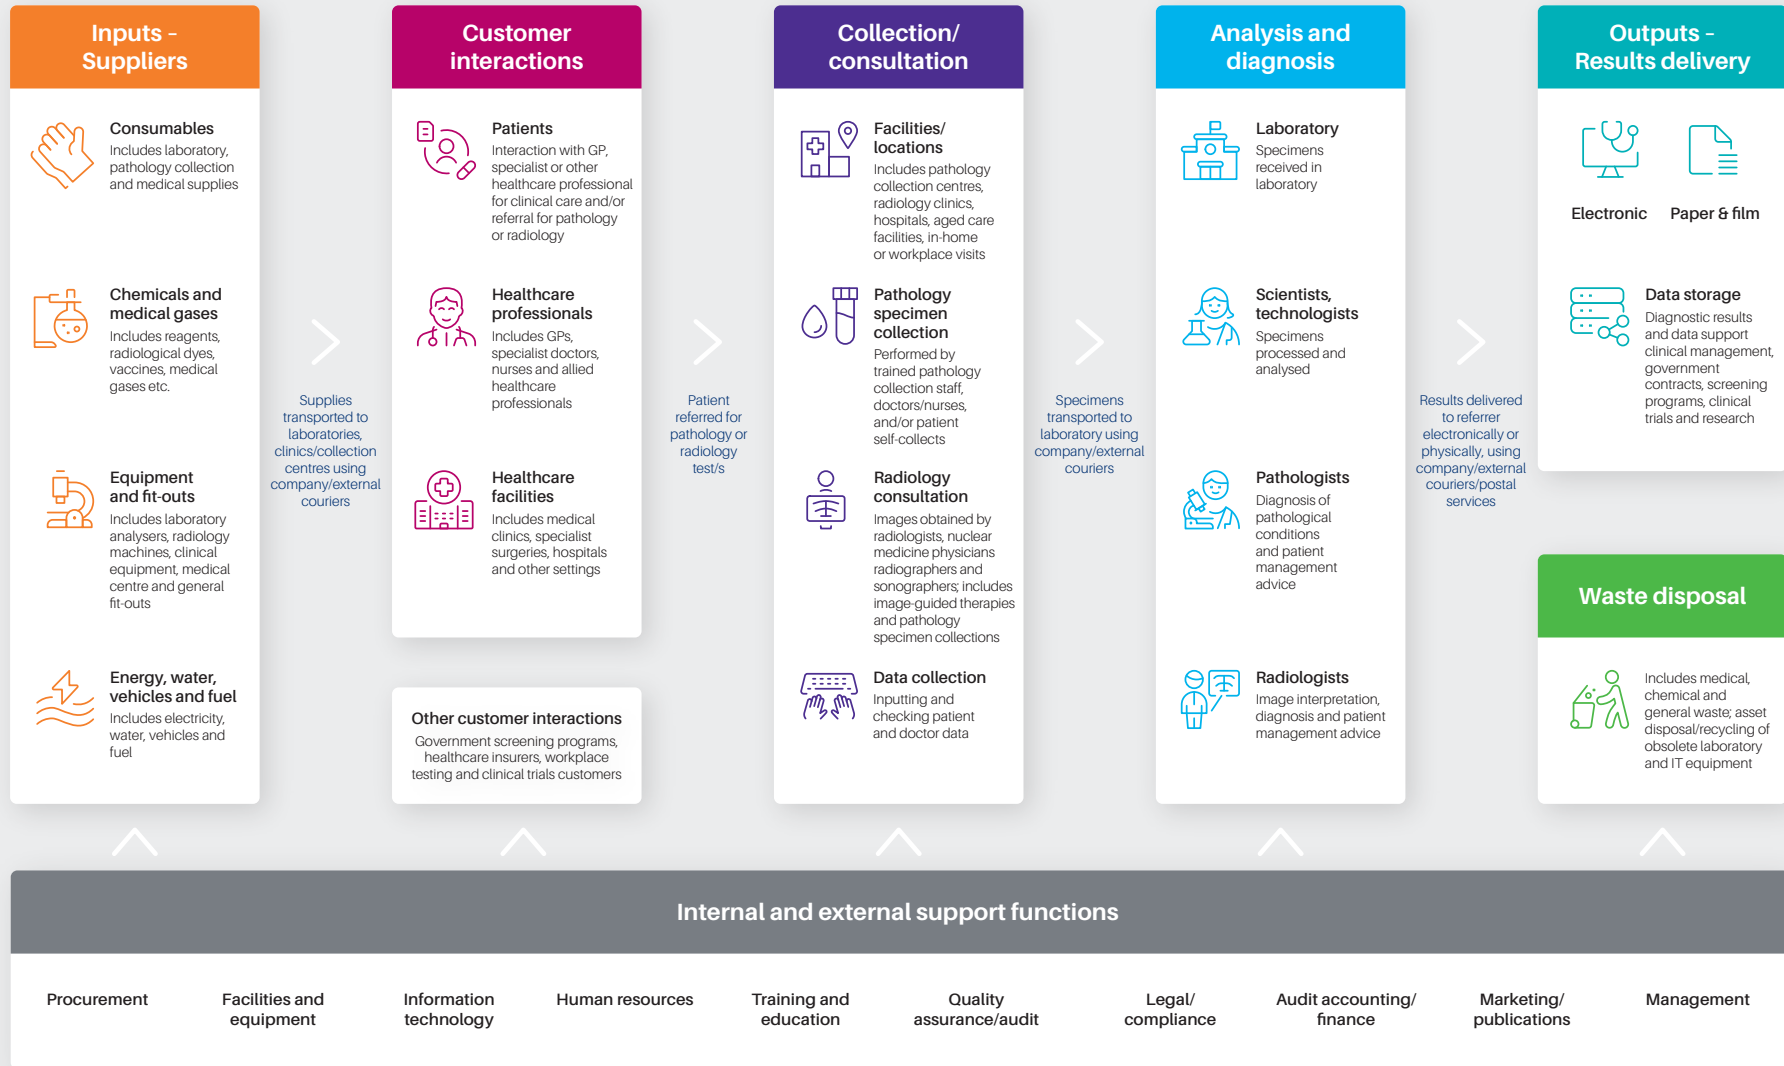 Inputs –
Suppliers
Consumables
Includes laboratory,
pathology collection
and medical supplies
Chemicals and
medical gases
Includes reagents,
radiological dyes,
vaccines, medical
gases etc.
Equipment
and fit-outs
Includes laboratory
analysers, radiology
machines, clinical
equipment, medical
centre and general
fit-outs
Energy, water,
vehicles and fuel
Includes electricity,
water, vehicles and
fuel
Supplies
transported to
laboratories,
clinics/collection
centres using
company/external
couriers
Customer
interactions
Patients
Interaction with GP,
specialist or other
healthcare professional
for clinical care and/or
referral for pathology
or radiology
Healthcare
professionals
Includes GPs,
specialist doctors,
nurses and allied
healthcare
professionals
Healthcare
facilities
Includes medical
clinics, specialist
surgeries, hospitals
and other settings
Other customer interactions
Government screening programs,
healthcare insurers, workplace
testing and clinical trials customers
Patient
referred for
pathology or
radiology
test/s
Collection/
consultation
Facilities/
locations
Includes pathology
collection centres,
radiology clinics,
hospitals, aged care
facilities, in-home
or workplace visits
Pathology
specimen
collection
Performed by
trained pathology
collection staff,
doctors/nurses,
and/or patient
self-collects
Radiology
consultation
Images obtained by
radiologists, nuclear
medicine physicians
radiographers and
sonographers; includes
image-guided therapies
and pathology
specimen collections
Data collection
Inputting and
checking patient
and doctor data
Specimens
transported to
laboratory using
company/external
couriers
Analysis and
diagnosis
Laboratory
Specimens
received in
laboratory
Scientists,
technologists
Specimens
processed and
analysed
Pathologists
Diagnosis of
pathological
conditions
and patient
management
advice
Radiologists
Image interpretation,
diagnosis and patient
management advice
Results delivered
to referrer
electronically or
physically, using
company/external
couriers/postal
services
Outputs –
Results delivery
Electronic
Paper & film
Data storage
Diagnostic results
and data support
clinical management,
government
contracts, screening
programs, clinical
trials and research
Waste disposal
Includes medical,
chemical and
general waste; asset
disposal/recycling of
obsolete laboratory
and IT equipment
Internal and external support functions
Procurement
Facilities and
equipment
Information
technology
Human resources
Training and
education
Quality
assurance/audit
Legal/
compliance
Audit accounting/
finance
Marketing/
publications
Management